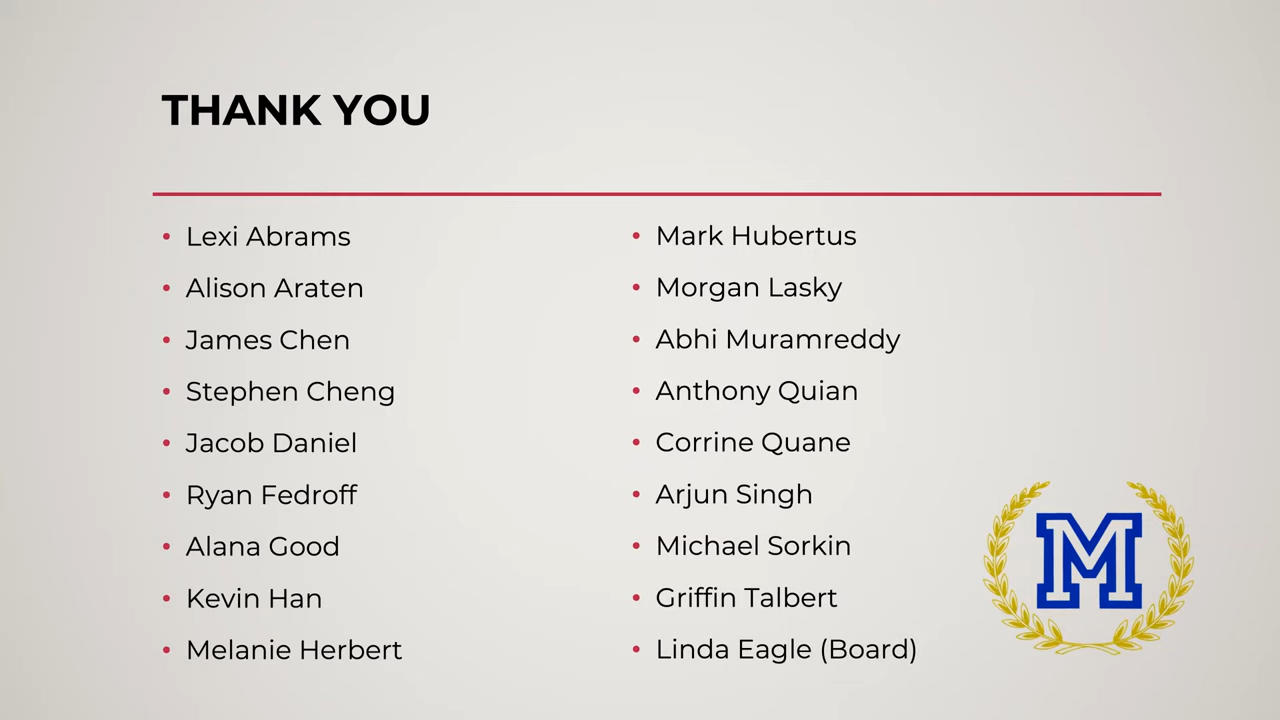 THANK YOU
• Lexi Abrams
• Alison Araten
• James Chen
• Stephen Cheng
• Jacob Daniel
• Ryan Fedroff
• Alana Good
• Kevin Han
• Melanie Herbert
• Mark Hubertus
• Morgan Lasky
• Abhi Muramreddy
• Anthony Quian
• Corrine Quane
• Arjun Singh
• Michael Sorkin
• Griffin Talbert
• Linda Eagle (Board)
M